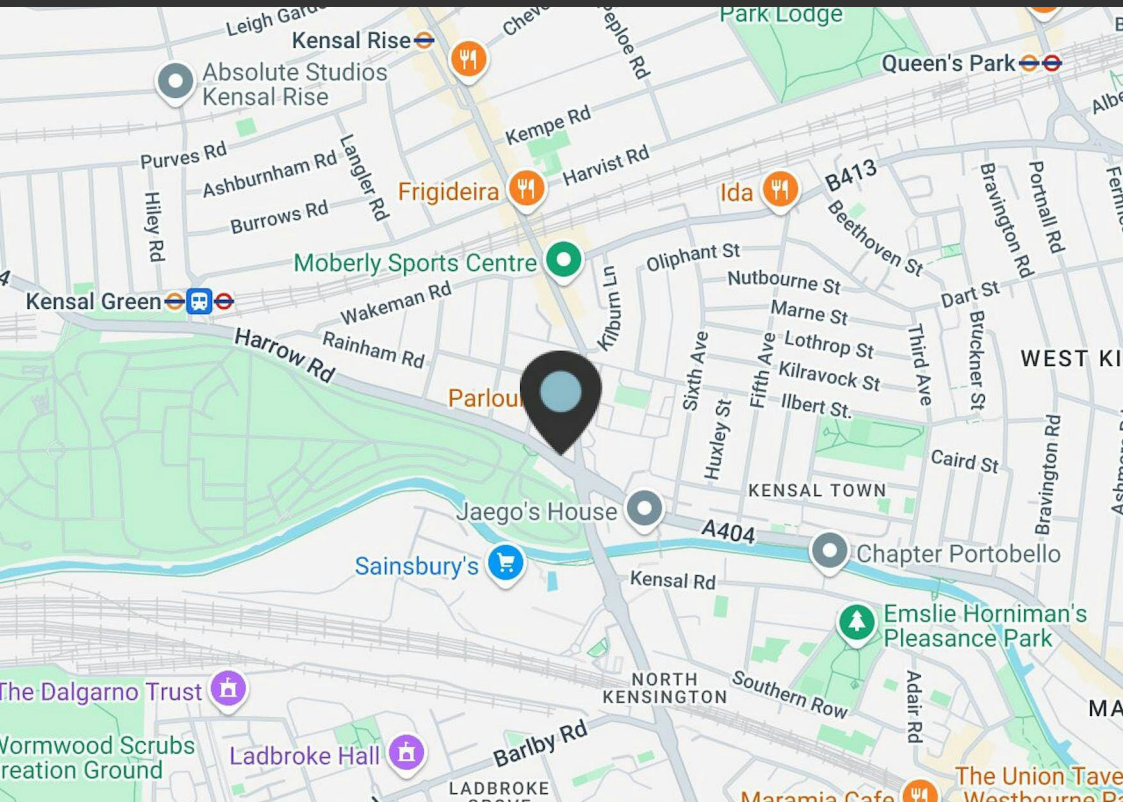 Park Lodge
Leigh
Kensal Rise
Queen's Park
Absolute Studios
Kensal Rise
Kempe Rd
Purves Rd
Ashburnham Rd
Langler Rd
Harvist Rd
B413
Bravington Rd
Portnall Rd
Frigideira
Ida
Hiley Rd
Burrows Rd
Beethoven St
Moberly Sports Centre
Oliphant St
Nutbourne St
Dart St
Kensal Green
Wakeman Rd
Kilburn Ln
Marne St
Harrow Rd
Rainham Rd
Lothrop St
Third Ave
Bruckner St
WEST
Sixth Ave
Fifth Ave
Kilravock St
Ilbert St.
Huxley St
Caird St
Bravington Rd
KENSAL TOWN
Jaego's House
A404
Chapter Portobello
Sainsbury's
Kensal Rd
Emslie Horniman's
Pleasance Park
The Dalgarno Trust
NORTH
KENSINGTON
Southern Row
Adair Rd
Scrubs
Ground
Ladbroke Hall
Barlby Rd
LADBROKE
The Union